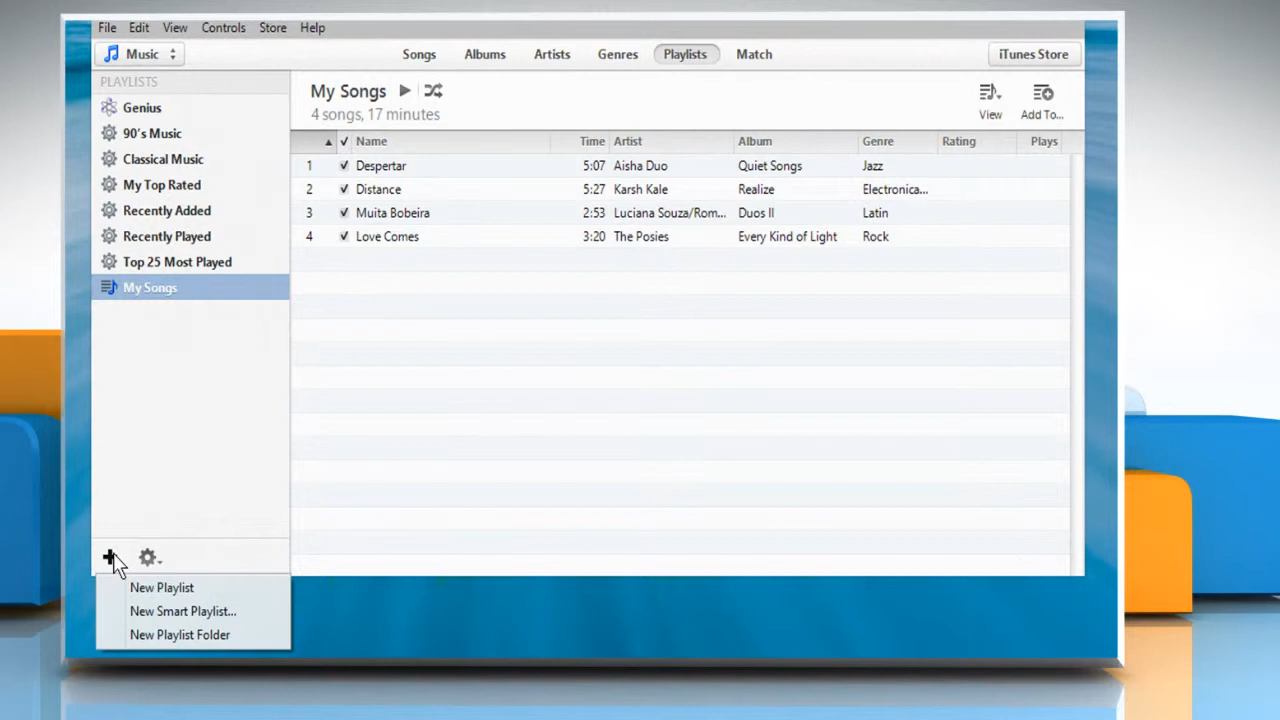 File Edit View Controls Store Help
Music Songs Albums Artists Genres Playlists Match iTunes Store
PLAYLISTS
Genius
90's Music
Classical Music
My Top Rated
Recently Added
Recently Played
Top 25 Most Played
My Songs
My Songs
4 songs, 17 minutes
View Add To...
Name Time Artist Album Genre Rating Plays
1 Despertar 5:07 Aisha Duo Quiet Songs Jazz
2 Distance 5:27 Karsh Kale Realize Electronica...
3 Muita Bobeira 2:53 Luciana Souza/Rom... Duos II Latin
4 Love Comes 3:20 The Posies Every Kind of Light Rock
New Playlist
New Smart Playlist...
New Playlist Folder